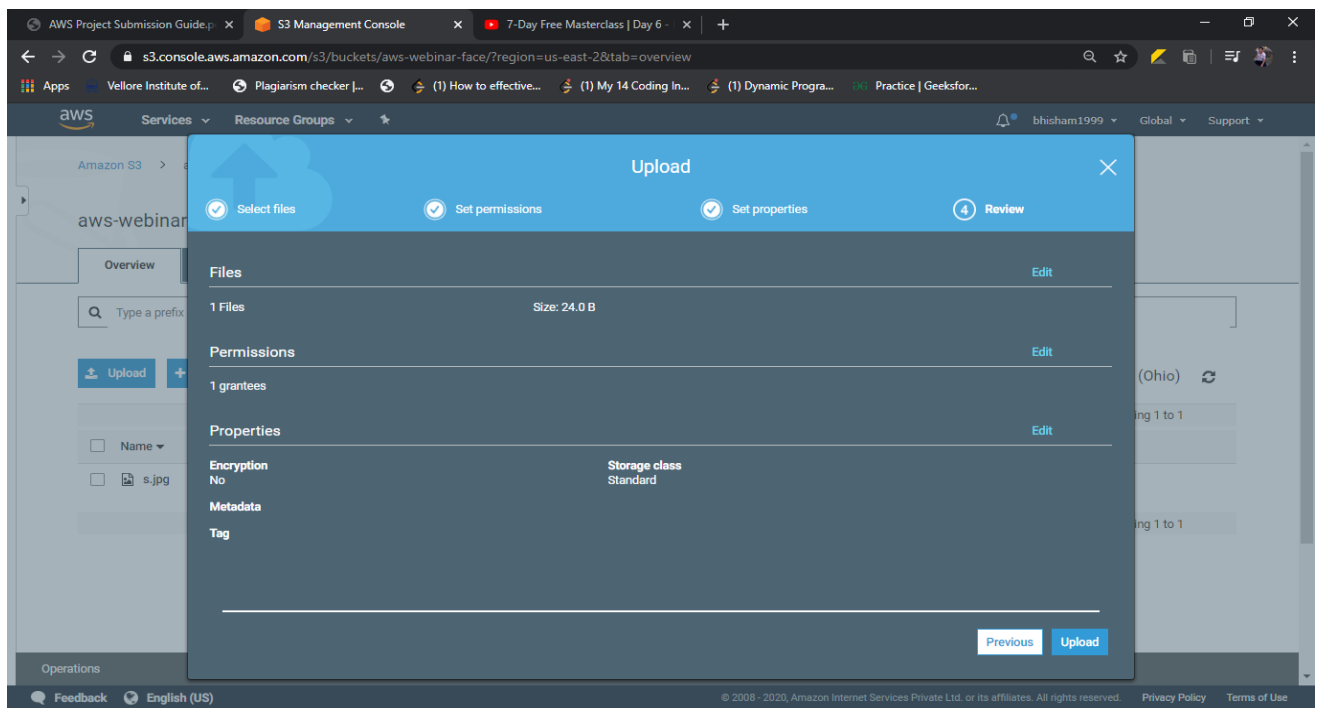 AWS Project Submission Guide.p
S3 Management Console
7-Day Free Masterclass | Day 6 -
s3.console.aws.amazon.com/s3/buckets/aws-webinar-face/?region=us-east-2&tab=overview
Apps Vellore Institute of... Plagiarism checker |... (1) How to effective... (1) My 14 Coding In... (1) Dynamic Progra... GG Practice | Geeksfor...
aws Services Resource Groups bhisham1999 Global Support
Amazon S3 > a
Upload
Select files Set permissions Set properties 4 Review
aws-webinar
Overview
Files Edit
Type a prefix
1 Files Size: 24.0 B
Permissions Edit
Upload + (Ohio)
1 grantees
ing 1 to 1
Properties Edit
Name
Encryption Storage class
No Standard
s.jpg
Metadata
ing 1 to 1
Tag
Previous Upload
Operations
Feedback English (US) © 2008 - 2020, Amazon Internet Services Private Ltd. or its affiliates. All rights reserved. Privacy Policy Terms of Use